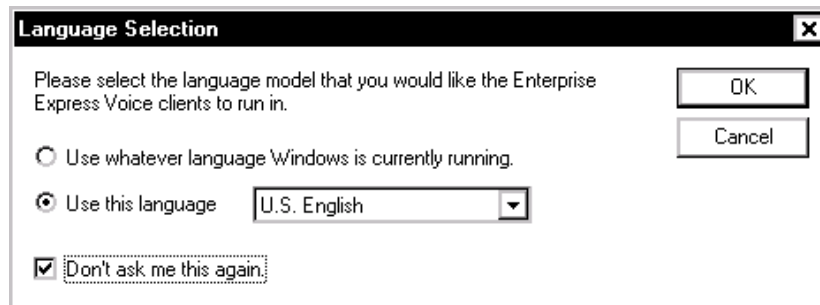 Language Selection
Please select the language model that you would like the Enterprise
Express Voice clients to run in.
OK
Cancel
Use whatever language Windows is currently running.
Use this language U.S. English
Don't ask me this again.